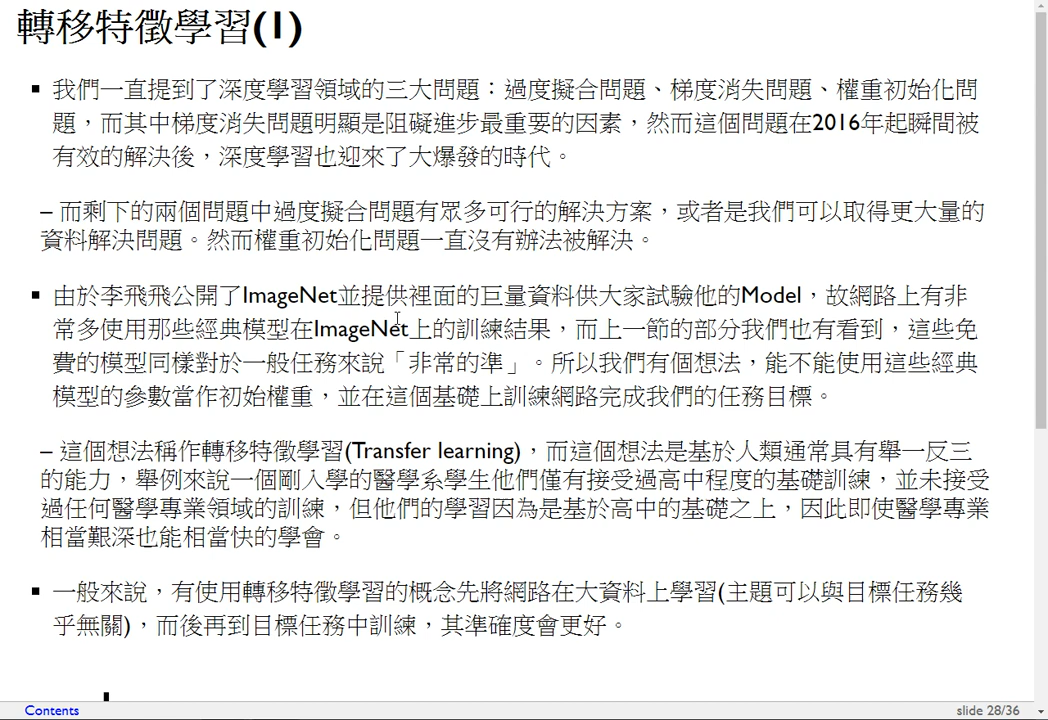 轉移特徵學習(1)
我們一直提到了深度學習領域的三大問題：過度擬合問題、梯度消失問題、權重初始化問
題，而其中梯度消失問題明顯是阻礙進步最重要的因素，然而這個問題在2016年起瞬間被
有效的解決後，深度學習也迎來了大爆發的時代。
– 而剩下的兩個問題中過度擬合問題有眾多可行的解決方案，或者是我們可以取得更大量的
資料解決問題。然而權重初始化問題一直沒有辦法被解決。
由於李飛飛公開了ImageNet並提供裡面的巨量資料供大家試驗他的Model，故網路上有非
常多使用那些經典模型在ImageNet上的訓練結果，而上一節的部分我們也有看到，這些免
費的模型同樣對於一般任務來說「非常的準」。所以我們有個想法，能不能使用這些經典
模型的參數當作初始權重，並在這個基礎上訓練網路完成我們的任務目標。
– 這個想法稱作轉移特徵學習(Transfer learning)，而這個想法是基於人類通常具有舉一反三
的能力，舉例來說一個剛入學的醫學系學生他們僅有接受過高中程度的基礎訓練，並未接受
過任何醫學專業領域的訓練，但他們的學習因為是基於高中的基礎之上，因此即使醫學專業
相當艱深也能相當快的學會。
一般來說，有使用轉移特徵學習的概念先將網路在大資料上學習(主題可以與目標任務幾
乎無關)，而後再到目標任務中訓練，其準確度會更好。
Contents
slide 28/36